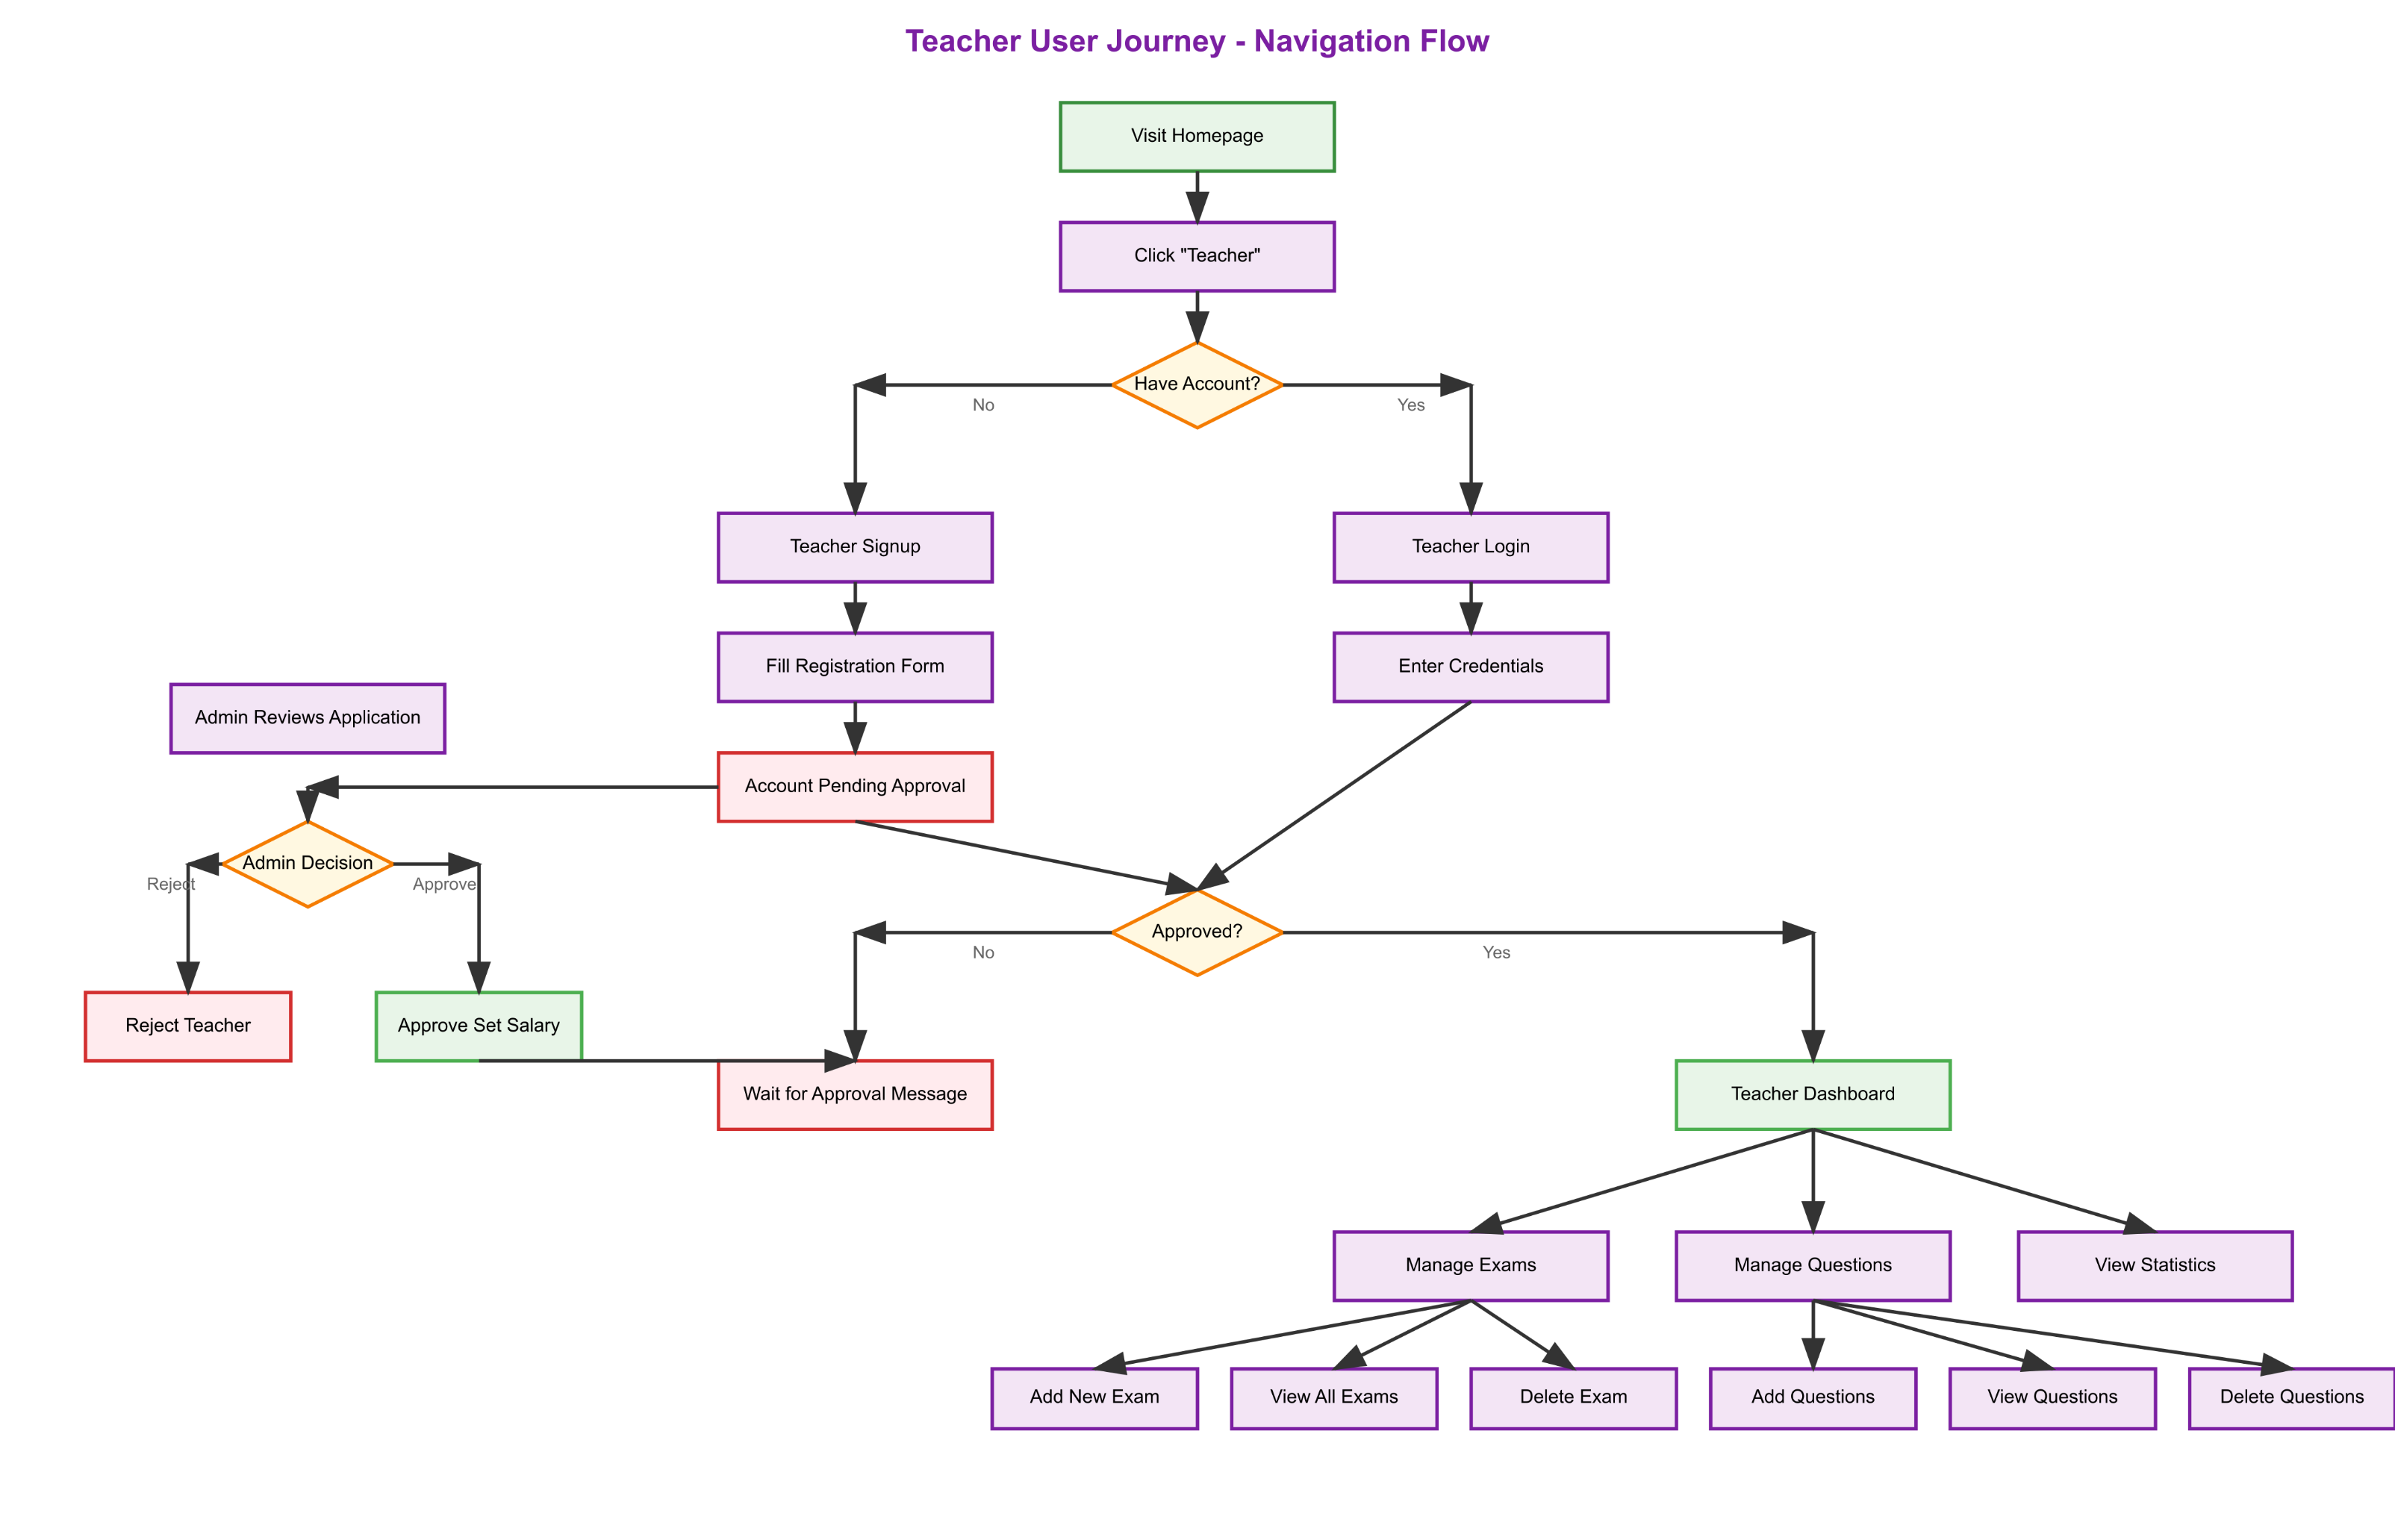 Teacher User Journey - Navigation Flow
Visit Homepage
Click "Teacher"
Have Account?
No
Yes
Teacher Signup
Teacher Login
Fill Registration Form
Enter Credentials
Admin Reviews Application
Account Pending Approval
Admin Decision
Reject
Approve
Approved?
No
Yes
Reject Teacher
Approve Set Salary
Wait for Approval Message
Teacher Dashboard
Manage Exams
Manage Questions
View Statistics
Add New Exam
View All Exams
Delete Exam
Add Questions
View Questions
Delete Questions